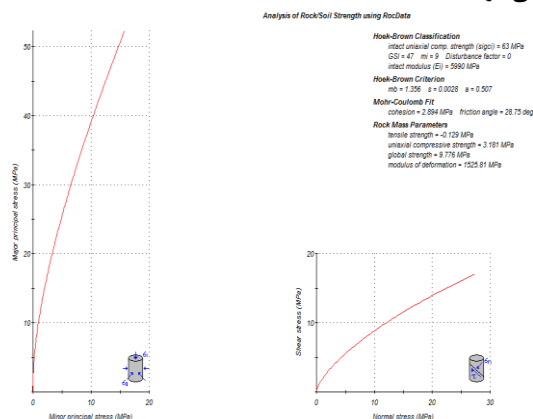 Analysis of Rock/Soil Strength using RocData
Hoek-Brown Classification
intact uniaxial comp. strength (sigci) = 63 MPa
GSI = 47 mi = 9 Disturbance factor = 0
intact modulus (Ei) = 5990 MPa
Hoek-Brown Criterion
mb = 1.356 s = 0.0028 a = 0.507
Mohr-Coulomb Fit
cohesion = 2.894 MPa friction angle = 28.75 deg
Rock Mass Parameters
tensile strength = -0.129 MPa
uniaxial compressive strength = 3.181 MPa
global strength = 9.776 MPa
modulus of deformation = 1525.81 MPa
Major principal stress (MPa)
50
40
30
20
10
0
10
20
Minor principal stress (MPa)
Shear stress (MPa)
20
10
0
10
20
30
Normal stress (MPa)